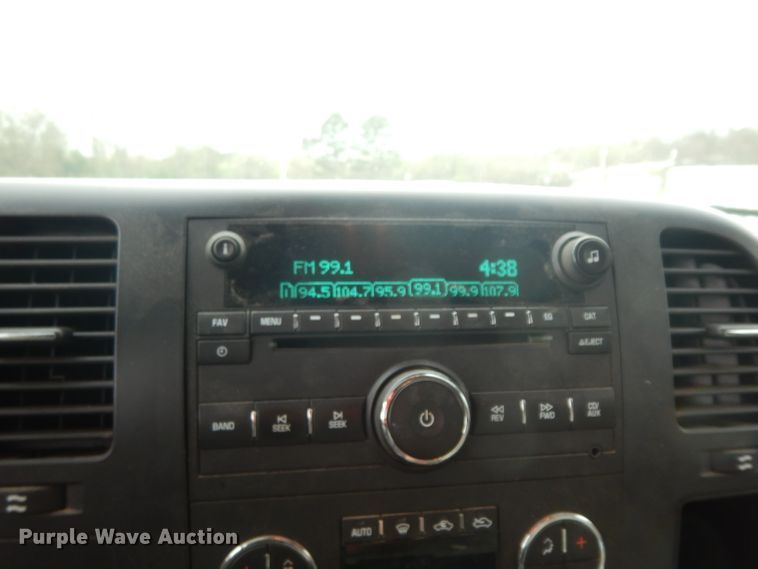 FM 99.1 4:38
1 94.5 104.7 95.9 99.1 99.9 107.9
FAV MENU EQ CAT
EJECT
BAND SEEK SEEK REV FWD CD/AUX
AUTO
Purple Wave Auction